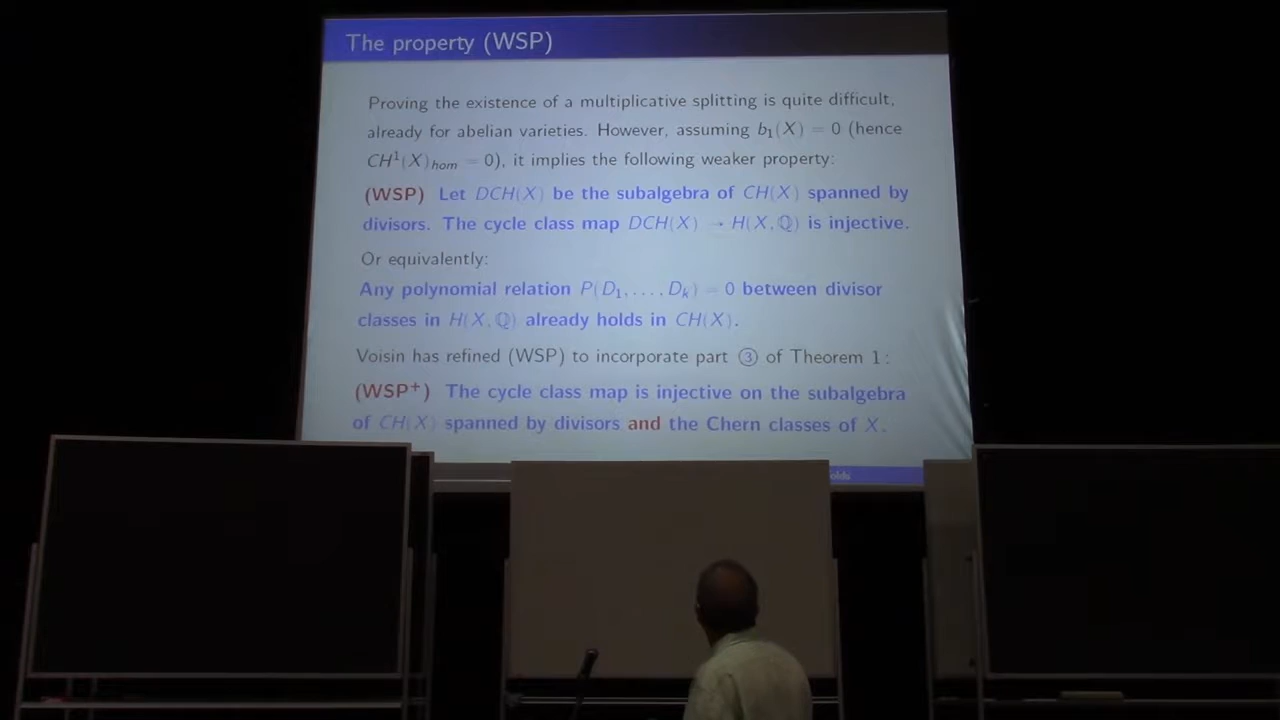 The property (WSP)
Proving the existence of a multiplicative splitting is quite difficult,
already for abelian varieties. However, assuming b₁(X) = 0 (hence
CH¹(X)ₕₒₘ = 0), it implies the following weaker property:
(WSP) Let DCH(X) be the subalgebra of CH(X) spanned by
divisors. The cycle class map DCH(X) → H(X, ℚ) is injective.
Or equivalently:
Any polynomial relation P(D₁, . . . , Dₖ) = 0 between divisor
classes in H(X, ℚ) already holds in CH(X).
Voisin has refined (WSP) to incorporate part ③ of Theorem 1:
(WSP⁺) The cycle class map is injective on the subalgebra
of CH(X) spanned by divisors and the Chern classes of X.
olds